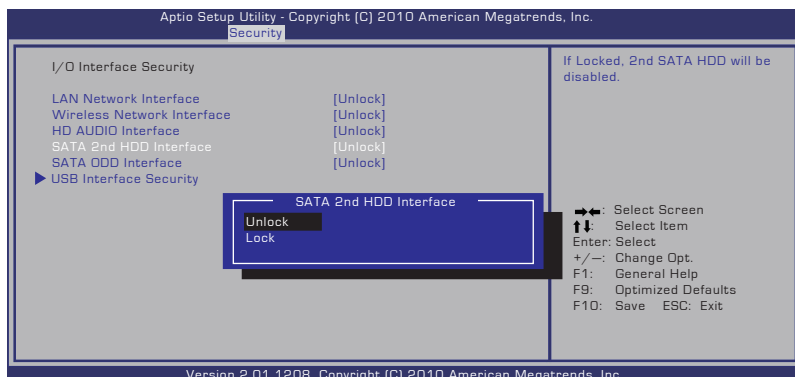 Aptio Setup Utility - Copyright (C) 2010 American Megatrends, Inc.
Security
I/O Interface Security
LAN Network Interface [Unlock]
Wireless Network Interface [Unlock]
HD AUDIO Interface [Unlock]
SATA 2nd HDD Interface [Unlock]
SATA ODD Interface [Unlock]
USB Interface Security
SATA 2nd HDD Interface
Unlock
Lock
If Locked, 2nd SATA HDD will be
disabled.
→←: Select Screen
↑↓: Select Item
Enter: Select
+/—: Change Opt.
F1: General Help
F9: Optimized Defaults
F10: Save ESC: Exit
Version 2.01.1208. Copyright (C) 2010 American Megatrends, Inc.